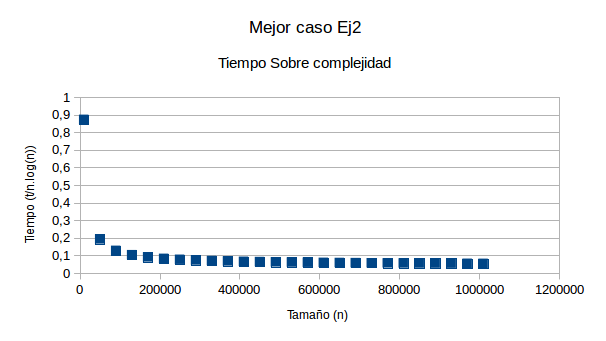 Mejor caso Ej2
Tiempo Sobre complejidad
Tiempo (t/n.log(n))
1
0,9
0,8
0,7
0,6
0,5
0,4
0,3
0,2
0,1
0
0 200000 400000 600000 800000 1000000 1200000
Tamaño (n)